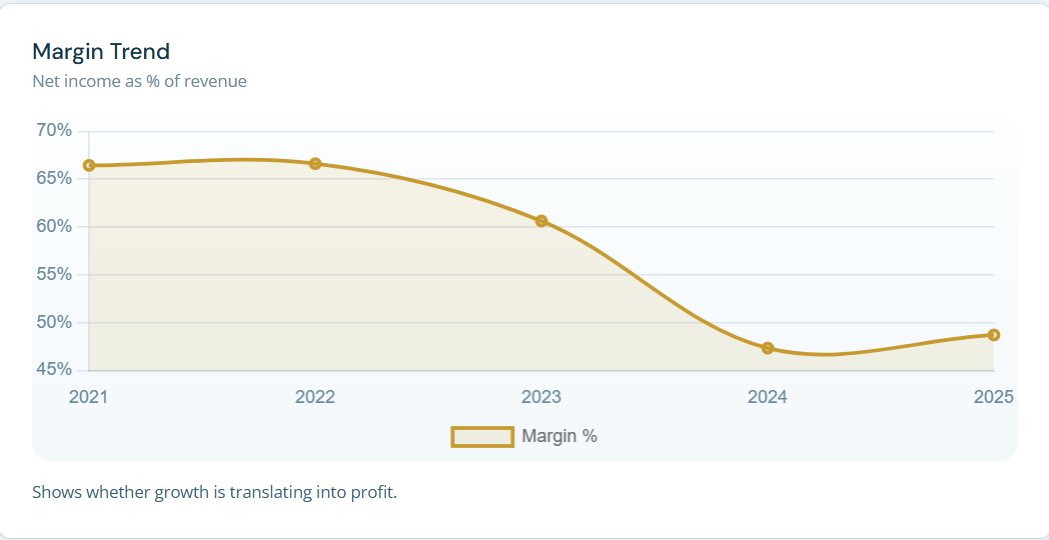 Margin Trend
Net income as % of revenue
70%
65%
60%
55%
50%
45%
2021 2022 2023 2024 2025
Margin %
Shows whether growth is translating into profit.